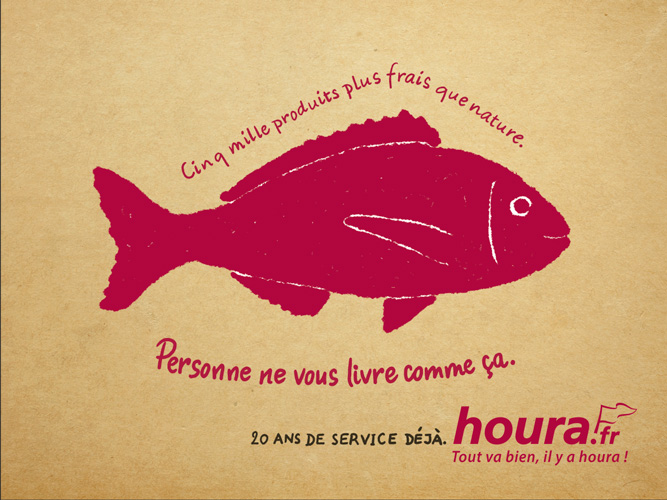 Cinq mille produits plus frais que nature.
Personne ne vous livre comme ça.
20 ANS DE SERVICE DÉJÀ.
houra.fr
Tout va bien, il y a houra !